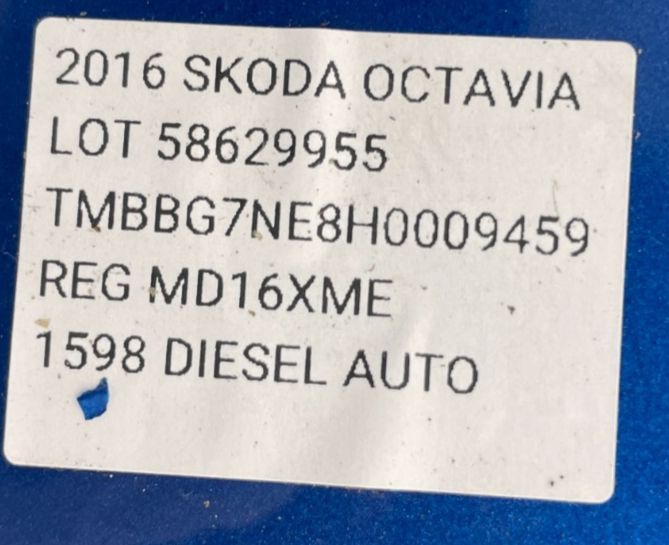 2016 SKODA OCTAVIA
LOT 58629955
TMBBG7NE8H0009459
REG MD16XME
1598 DIESEL AUTO